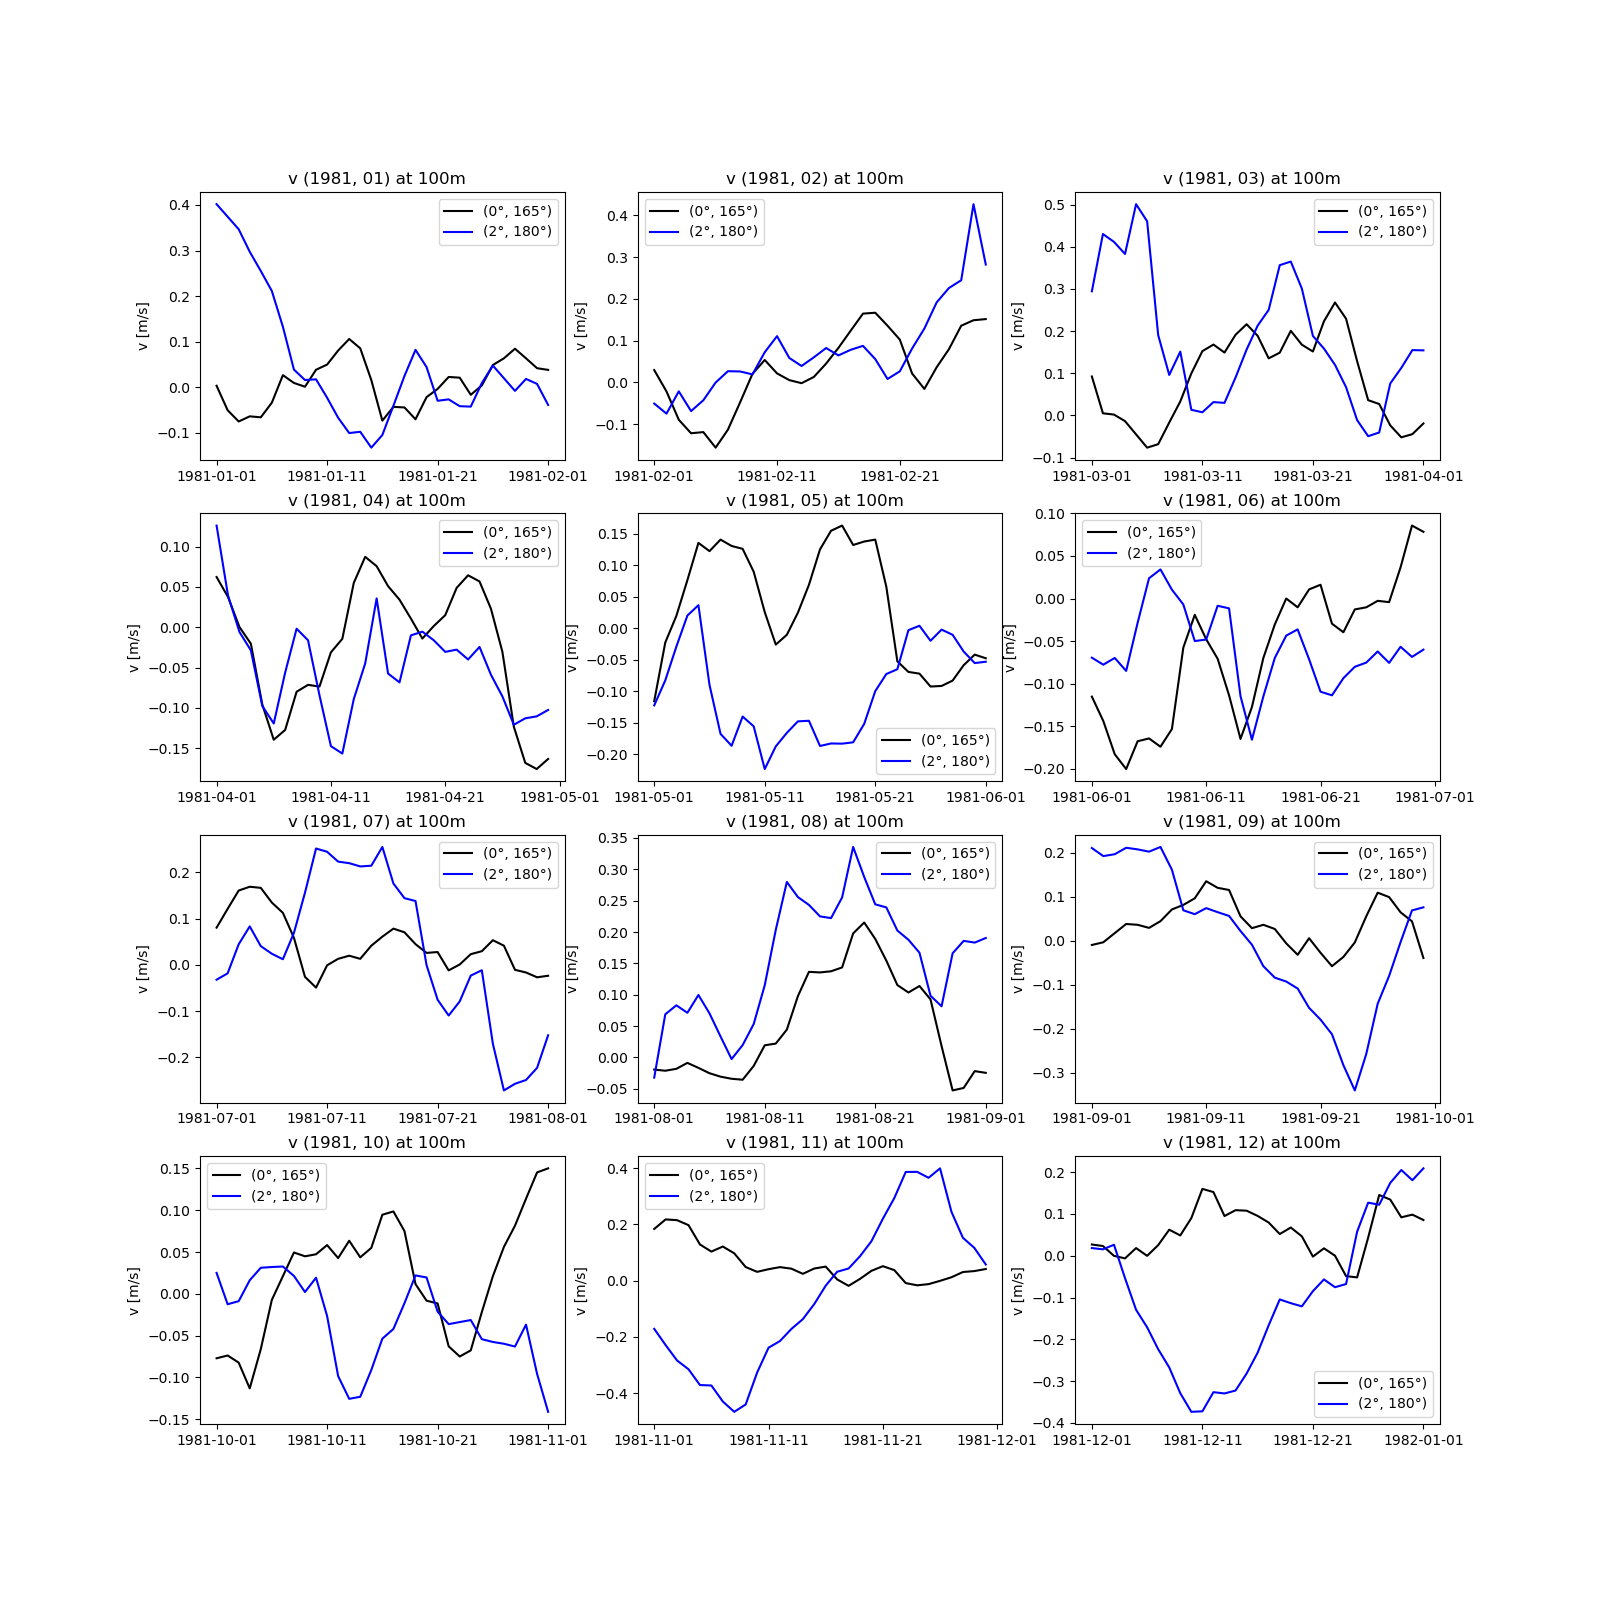 v (1981, 01) at 100m
v [m/s]
0.4
0.3
0.2
0.1
0.0
−0.1
(0°, 165°)
(2°, 180°)
1981-01-01 1981-01-11 1981-01-21 1981-02-01
v (1981, 02) at 100m
v [m/s]
0.4
0.3
0.2
0.1
0.0
−0.1
(0°, 165°)
(2°, 180°)
1981-02-01 1981-02-11 1981-02-21
v (1981, 03) at 100m
v [m/s]
0.5
0.4
0.3
0.2
0.1
0.0
−0.1
(0°, 165°)
(2°, 180°)
1981-03-01 1981-03-11 1981-03-21 1981-04-01
v (1981, 04) at 100m
v [m/s]
0.10
0.05
0.00
−0.05
−0.10
−0.15
(0°, 165°)
(2°, 180°)
1981-04-01 1981-04-11 1981-04-21 1981-05-01
v (1981, 05) at 100m
v [m/s]
0.15
0.10
0.05
0.00
−0.05
−0.10
−0.15
−0.20
(0°, 165°)
(2°, 180°)
1981-05-01 1981-05-11 1981-05-21 1981-06-01
v (1981, 06) at 100m
v [m/s]
0.10
0.05
0.00
−0.05
−0.10
−0.15
−0.20
(0°, 165°)
(2°, 180°)
1981-06-01 1981-06-11 1981-06-21 1981-07-01
v (1981, 07) at 100m
v [m/s]
0.2
0.1
0.0
−0.1
−0.2
(0°, 165°)
(2°, 180°)
1981-07-01 1981-07-11 1981-07-21 1981-08-01
v (1981, 08) at 100m
v [m/s]
0.35
0.30
0.25
0.20
0.15
0.10
0.05
0.00
−0.05
(0°, 165°)
(2°, 180°)
1981-08-01 1981-08-11 1981-08-21 1981-09-01
v (1981, 09) at 100m
v [m/s]
0.2
0.1
0.0
−0.1
−0.2
−0.3
(0°, 165°)
(2°, 180°)
1981-09-01 1981-09-11 1981-09-21 1981-10-01
v (1981, 10) at 100m
v [m/s]
0.15
0.10
0.05
0.00
−0.05
−0.10
−0.15
(0°, 165°)
(2°, 180°)
1981-10-01 1981-10-11 1981-10-21 1981-11-01
v (1981, 11) at 100m
v [m/s]
0.4
0.2
0.0
−0.2
−0.4
(0°, 165°)
(2°, 180°)
1981-11-01 1981-11-11 1981-11-21 1981-12-01
v (1981, 12) at 100m
v [m/s]
0.2
0.1
0.0
−0.1
−0.2
−0.3
−0.4
(0°, 165°)
(2°, 180°)
1981-12-01 1981-12-11 1981-12-21 1982-01-01